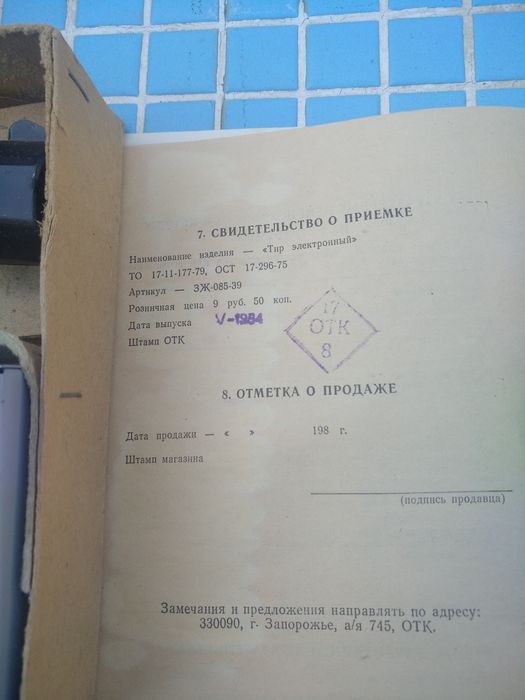 7. СВИДЕТЕЛЬСТВО О ПРИЕМКЕ
Наименование изделия — «Тир электронный»
ТО 17-11-177-79, ОСТ 17-296-75
Артикул — ЗЖ-085-39
Розничная цена 9 руб. 50 коп.
Дата выпуска V-1984
Штамп ОТК
17
ОТК
8
8. ОТМЕТКА О ПРОДАЖЕ
Дата продажи — « » 198 г.
Штамп магазина
(подпись продавца)
Замечания и предложения направлять по адресу:
330090, г. Запорожье, а/я 745, ОТК.